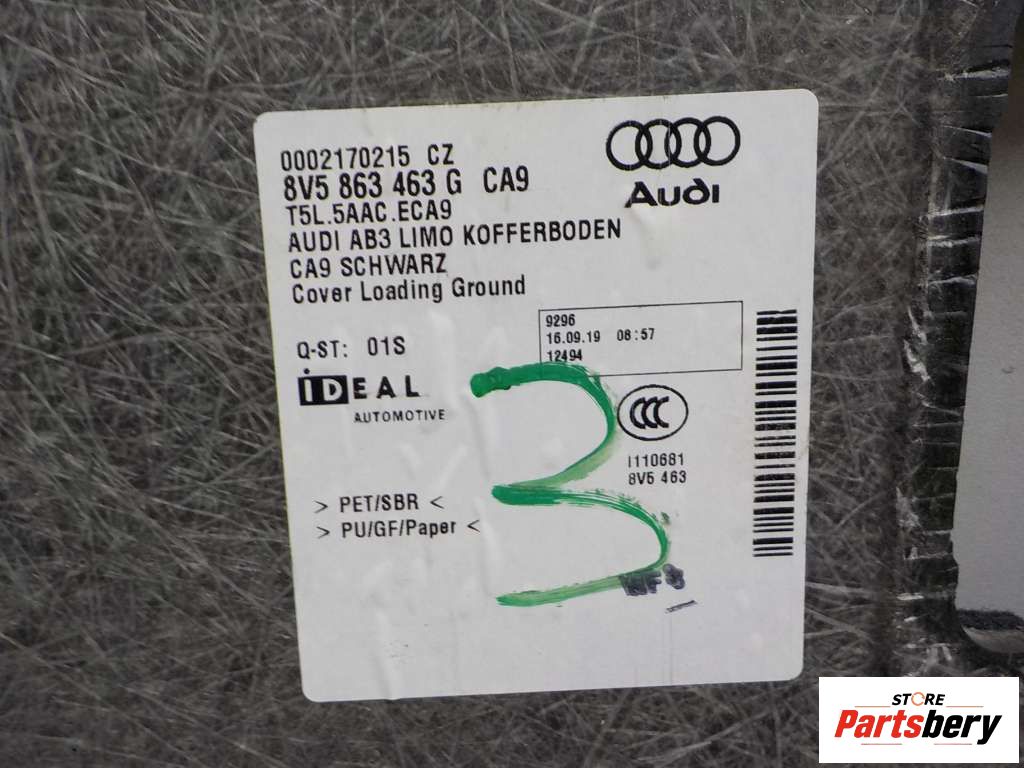 0002170215 CZ
8V5 863 463 G CA9
T5L.5AAC.ECA9
AUDI AB3 LIMO KOFFERBODEN
CA9 SCHWARZ
Cover Loading Ground
Audi
9296
16.09.19 08:57
12494
Q-ST: 01S
IDEAL
AUTOMOTIVE
CCC
I110681
8V5 463
> PET/SBR <
> PU/GF/Paper <
3
STORE
Partsbery